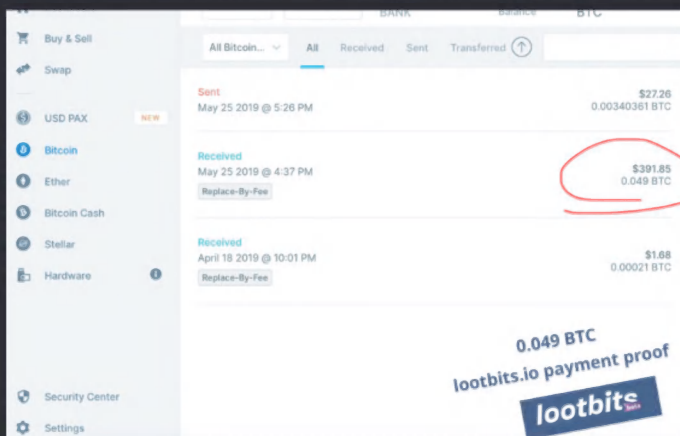 BANK
Balance
BTC
Buy & Sell
Swap
USD PAX
NEW
Bitcoin
Ether
Bitcoin Cash
Stellar
Hardware
Security Center
Settings
All Bitcoin...
All
Received
Sent
Transferred
Sent
May 25 2019 @ 5:26 PM
$27.26
0.00340361 BTC
Received
May 25 2019 @ 4:37 PM
Replace-By-Fee
$391.85
0.049 BTC
Received
April 18 2019 @ 10:01 PM
Replace-By-Fee
$1.68
0.00021 BTC
0.049 BTC
lootbits.io payment proof
lootbits
beta